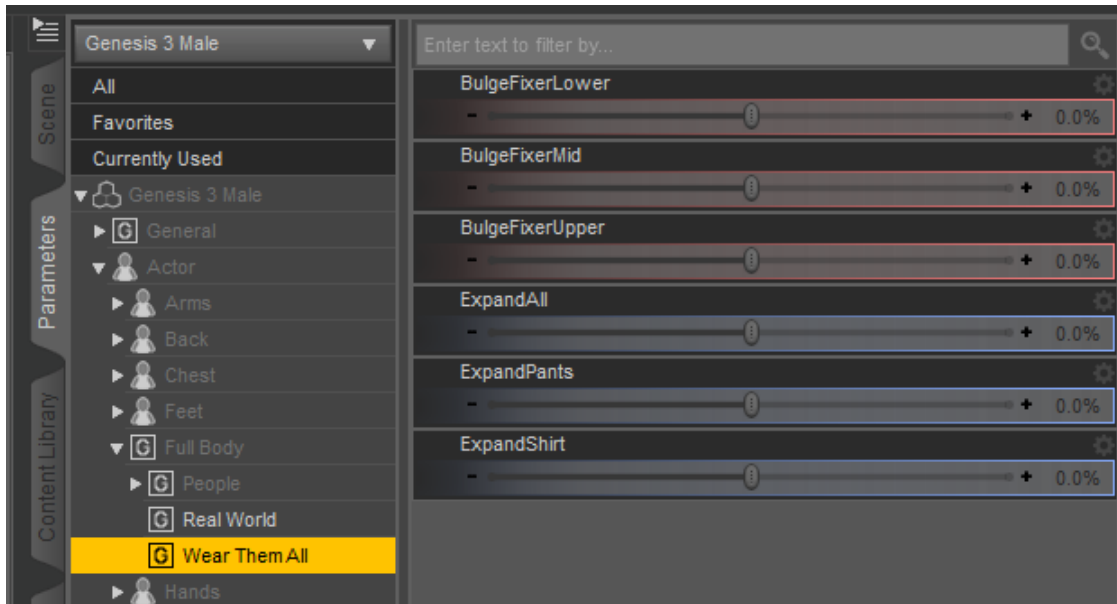 Genesis 3 Male
All
Favorites
Currently Used
Genesis 3 Male
G General
Actor
Arms
Back
Chest
Feet
G Full Body
G People
G Real World
G Wear Them All
Hands
Scene
Parameters
Content Library
Enter text to filter by...
BulgeFixerLower
- + 0.0%
BulgeFixerMid
- + 0.0%
BulgeFixerUpper
- + 0.0%
ExpandAll
- + 0.0%
ExpandPants
- + 0.0%
ExpandShirt
- + 0.0%